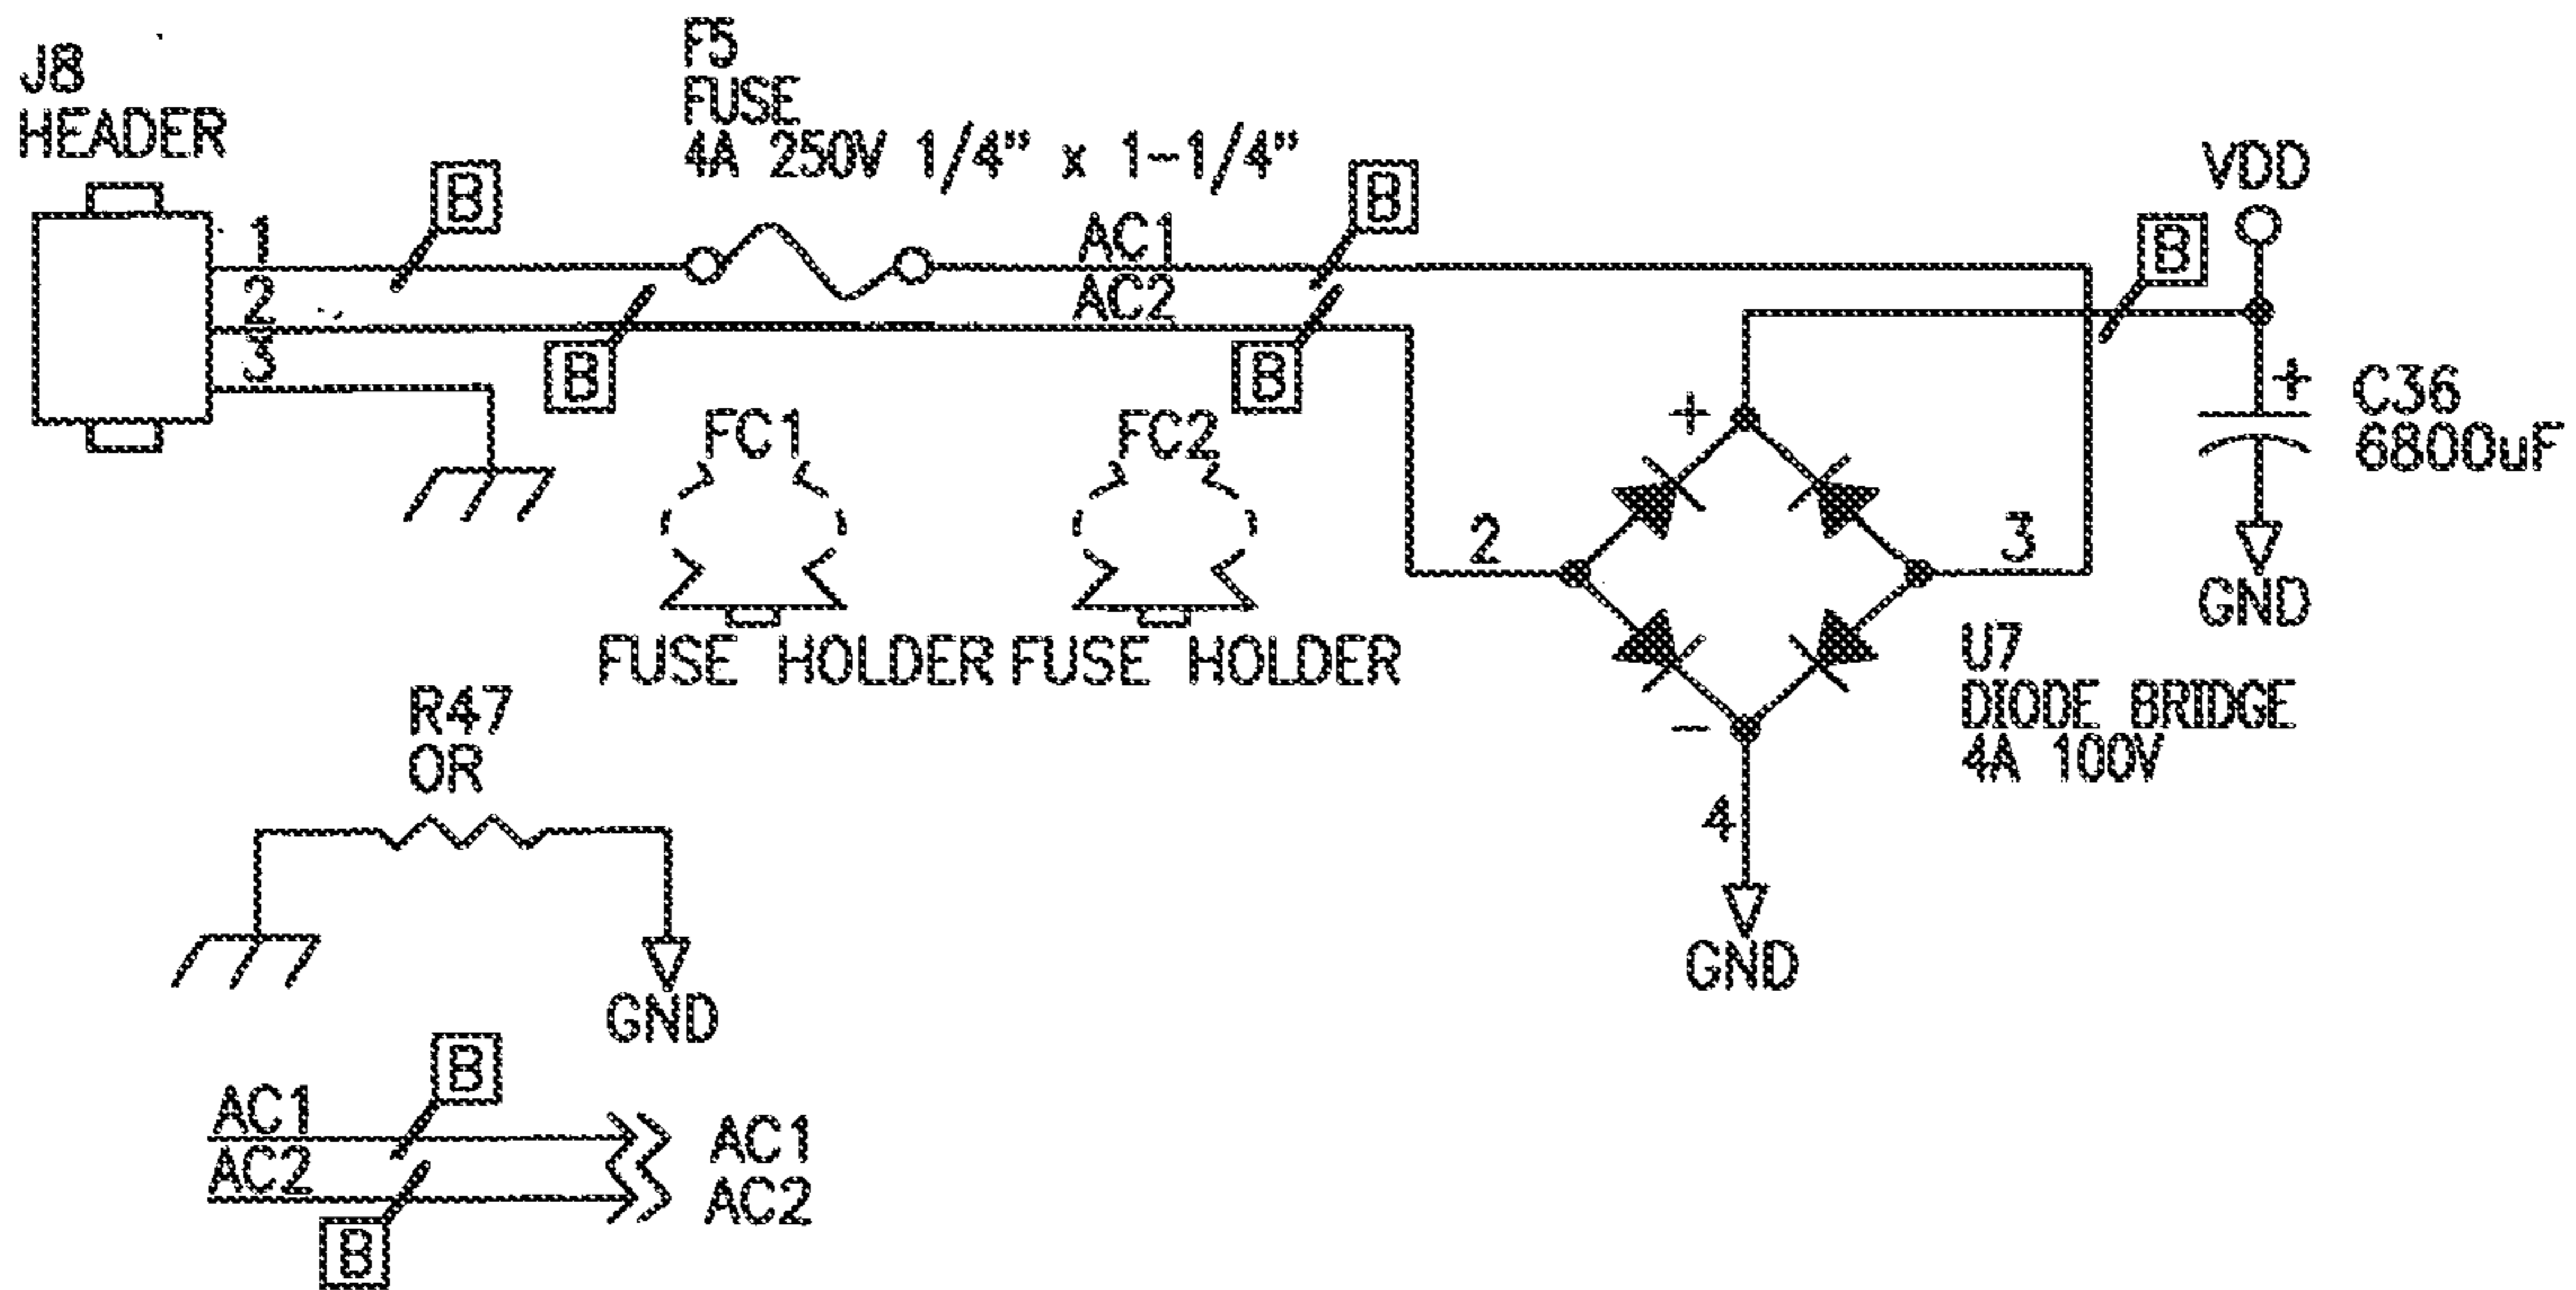 J8
HEADER
F5
FUSE
4A 250V 1/4" x 1-1/4"
B
B
VDD
B
1
AC1
2
AC2
3
B
B
+
+
C36
6800uF
FC1
FC2
2
3
GND
FUSE HOLDER
FUSE HOLDER
U7
DIODE BRIDGE
4A 100V
-
R47
0R
4
GND
GND
B
AC1
AC1
AC2
AC2
B